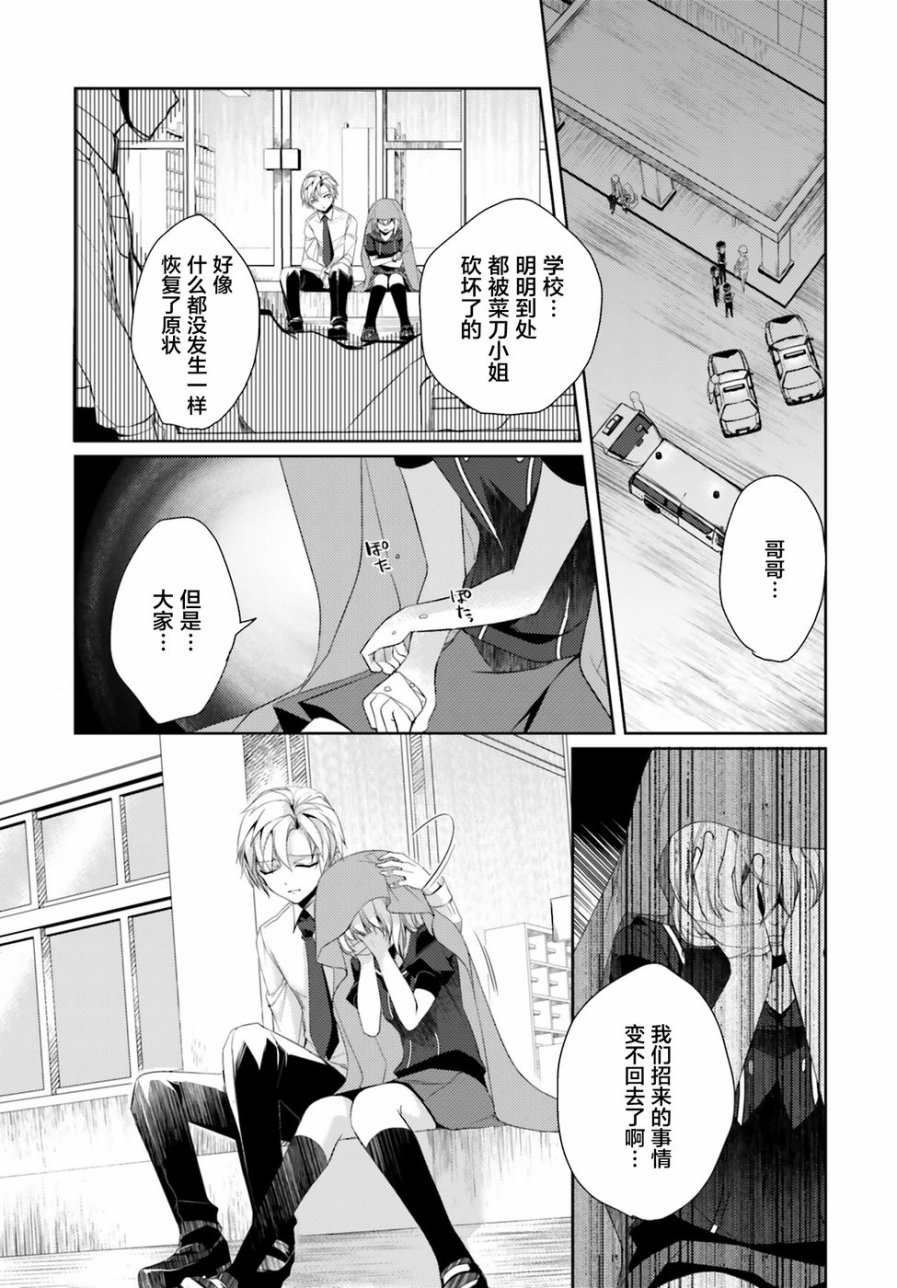 哥哥…
学校…
明明到处
都被菜刀小姐
砍坏了的
好像
什么都没发生一样
恢复了原状
ぽた
ぽたっ
但是…
大家…
我们招来的事情
变不回去了啊…